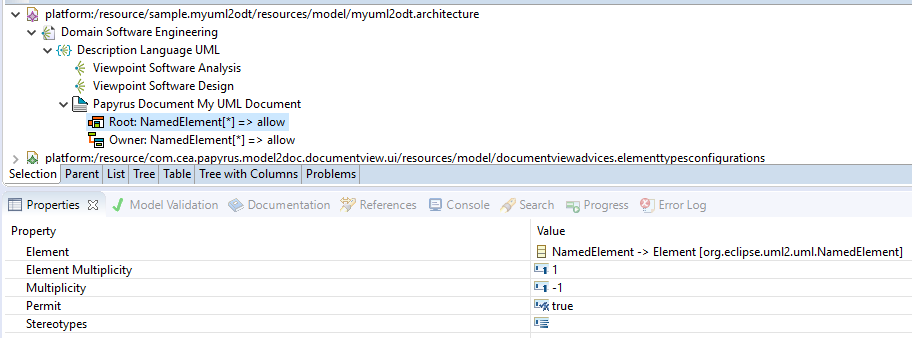 platform:/resource/sample.myuml2odt/resources/model/myuml2odt.architecture
Domain Software Engineering
Description Language UML
Viewpoint Software Analysis
Viewpoint Software Design
Papyrus Document My UML Document
Root: NamedElement[*] => allow
Owner: NamedElement[*] => allow
platform:/resource/com.cea.papyrus.model2doc.documentview.ui/resources/model/documentviewadvices.elementtypesconfigurations
Selection Parent List Tree Table Tree with Columns Problems
Properties Model Validation Documentation References Console Search Progress Error Log
Property Value
Element NamedElement -> Element [org.eclipse.uml2.uml.NamedElement]
Element Multiplicity 1
Multiplicity -1
Permit true
Stereotypes